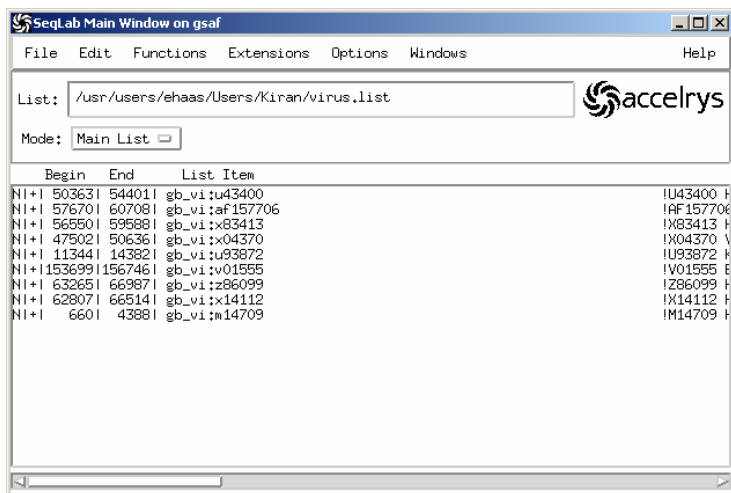 SeqLab Main Window on gsaf
File Edit Functions Extensions Options Windows Help
List: /usr/users/ehaas/Users/Kiran/virus.list
accelrys
Mode: Main List
Begin End List Item
N|+| 50363| 54401| gb_vi:u43400 !U43400 H
N|+| 57670| 60708| gb_vi:af157706 !AF157706
N|+| 56550| 59588| gb_vi:x83413 !X83413 H
N|+| 47502| 50636| gb_vi:x04370 !X04370 V
N|+| 11344| 14382| gb_vi:u93872 !U93872 K
N|+|153699|156746| gb_vi:v01555 !V01555 E
N|+| 63265| 66987| gb_vi:z86099 !Z86099 H
N|+| 62807| 66514| gb_vi:x14112 !X14112 H
N|+| 660| 4388| gb_vi:m14709 !M14709 H